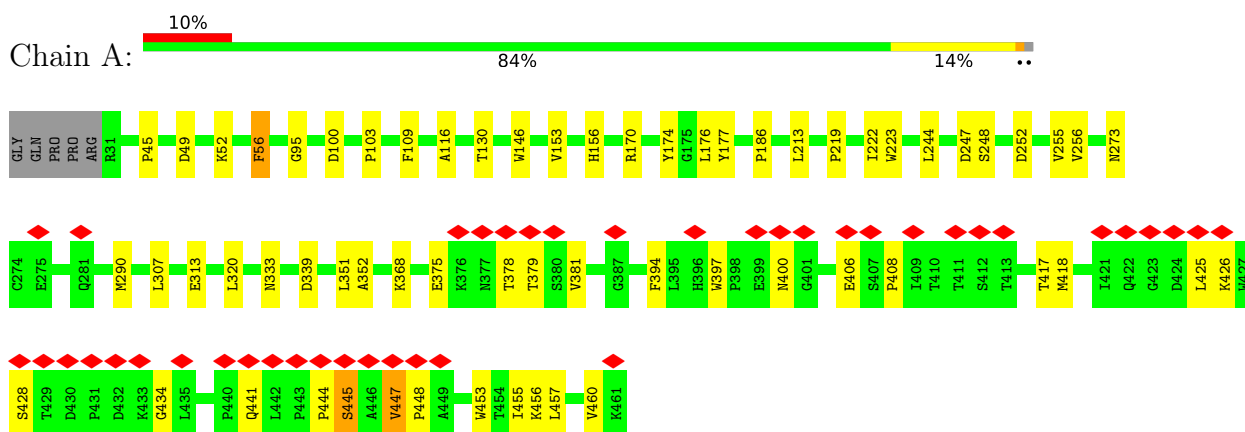 10%
Chain A:
84% 14% ••
GLY GLN PRO PRO ARG R31 P45 D49 K52 F56 G95 D100 P103 F109 A116 T130 W146 V153 H156 R170 Y174 G175 L176 Y177 P186 L213 P219 I222 W223 L244 D247 S248 D252 V255 V256 N273
C274 E275 Q281 M290 L307 E313 L320 N333 D339 L351 A352 K368 E375 K376 N377 T378 T379 S380 V381 G387 F394 L395 H396 W397 P398 E399 N400 G401 E406 S407 P408 I409 T410 T411 S412 T413 T417 M418 I421 Q422 G423 D424 L425 K426 W427
S428 T429 D430 P431 D432 K433 G434 L435 P440 Q441 L442 P443 P444 S445 A446 V447 P448 A449 W453 T454 I455 K456 L457 V460 K461